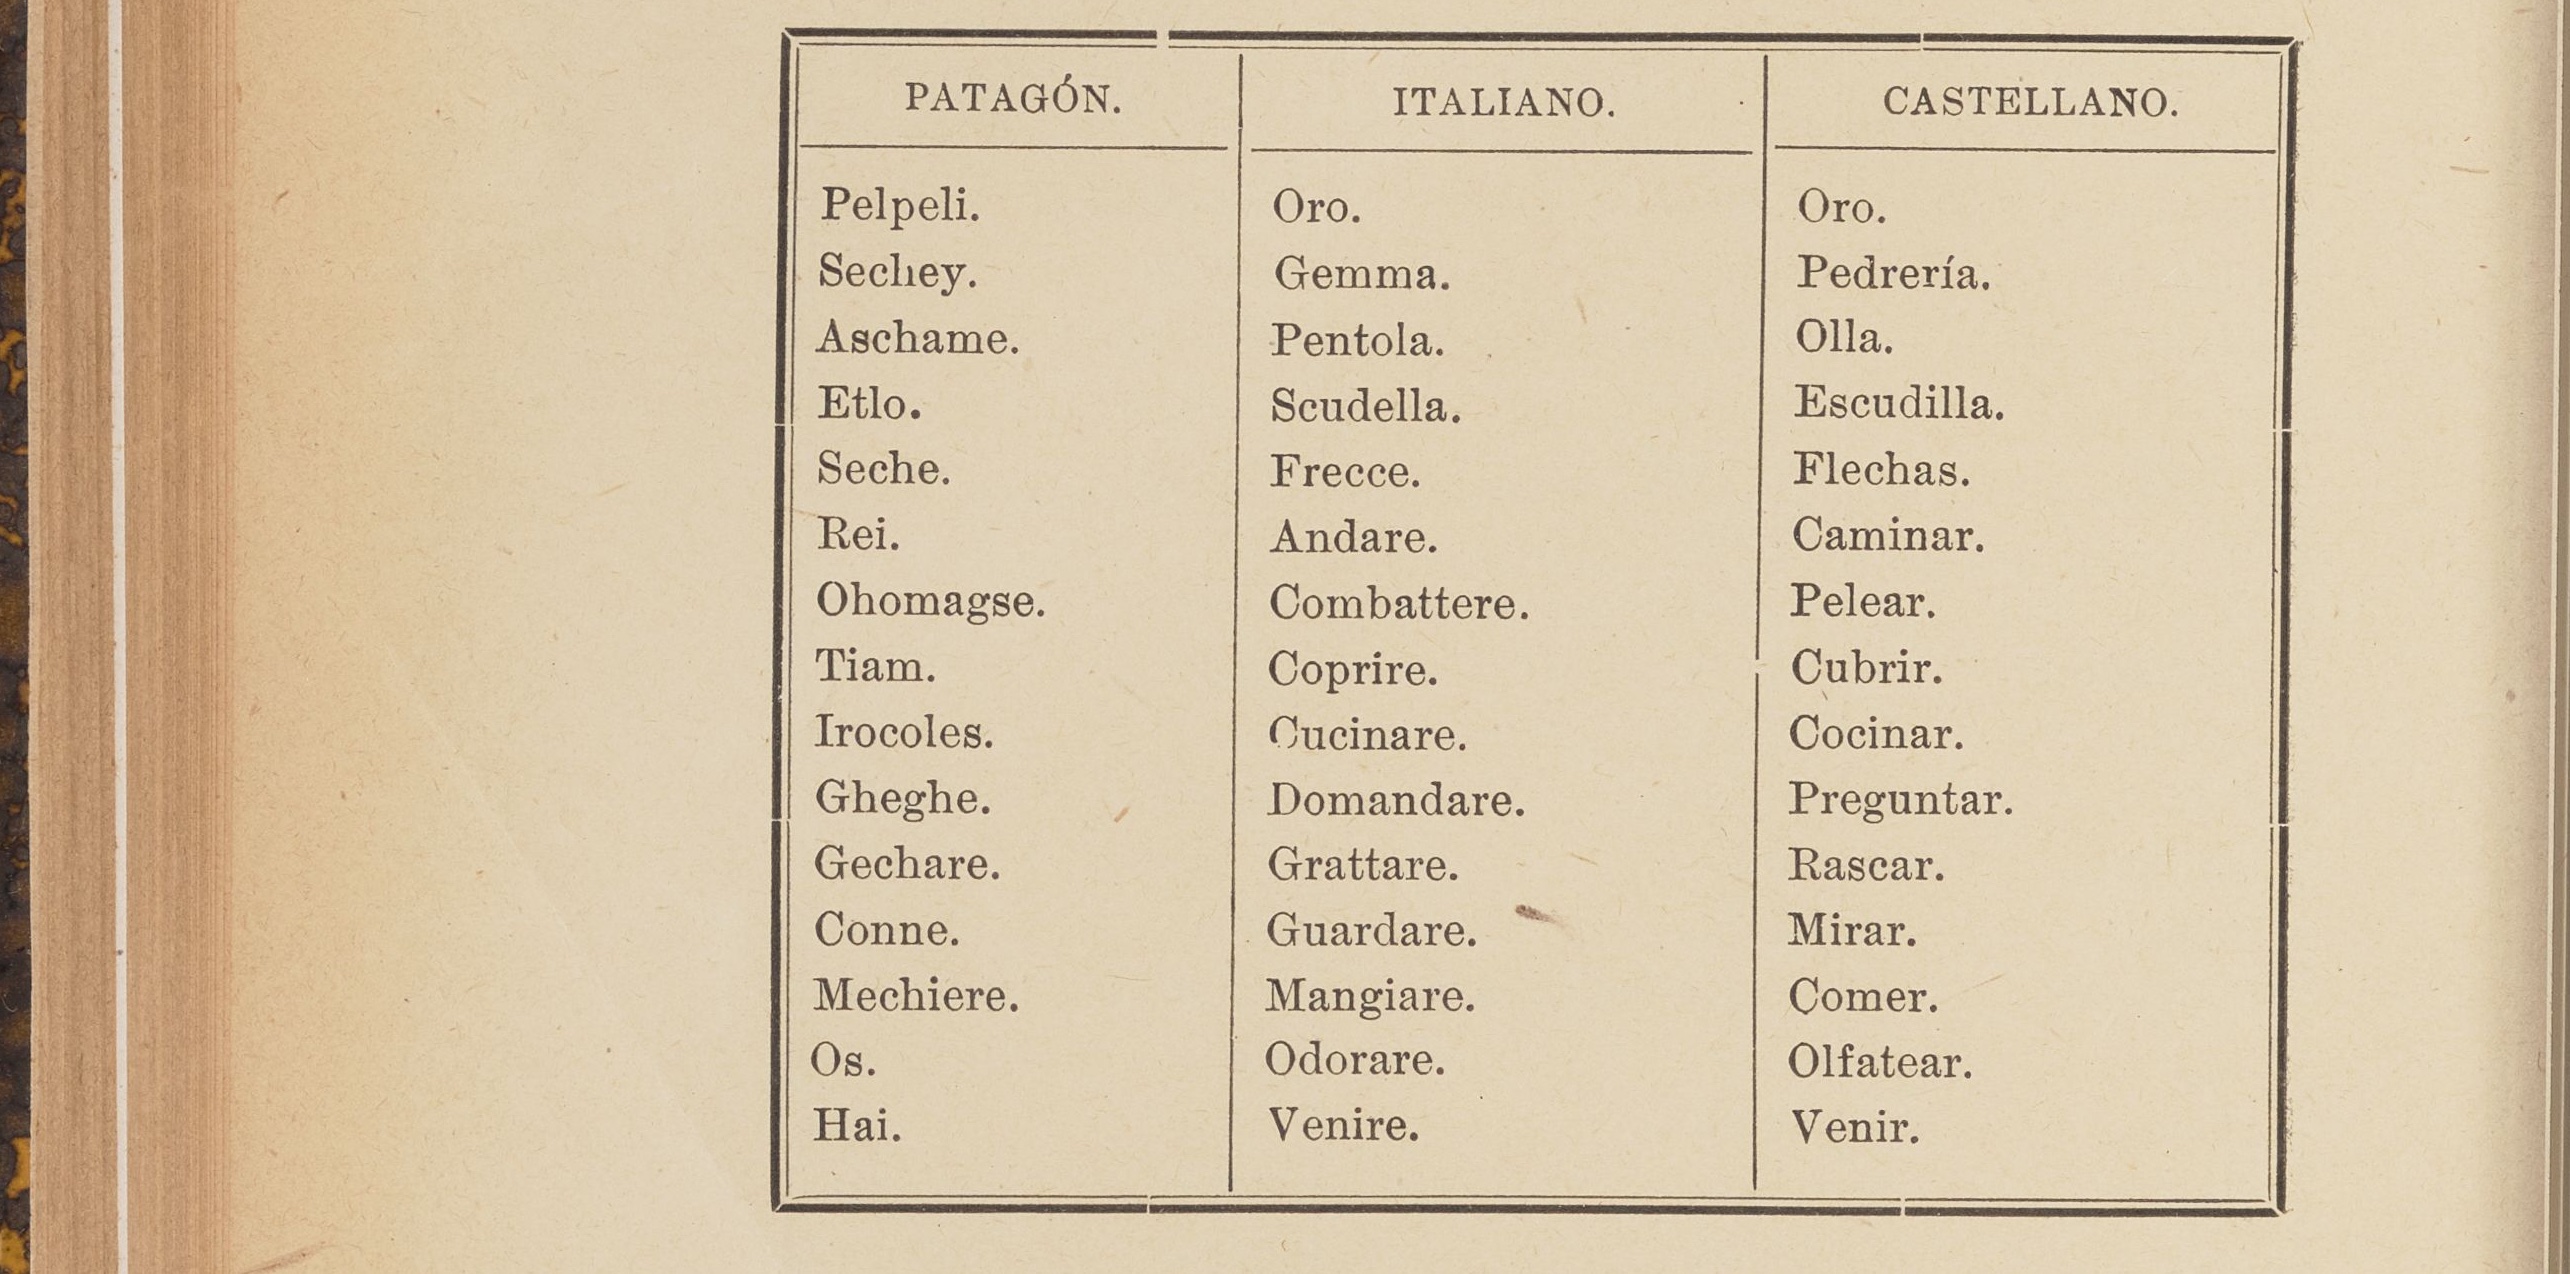 PATAGÓN. ITALIANO. CASTELLANO.
Pelpeli. Oro. Oro.
Sechey. Gemma. Pedrería.
Aschame. Pentola. Olla.
Etlo. Scudella. Escudilla.
Seche. Frecce. Flechas.
Rei. Andare. Caminar.
Ohomagse. Combattere. Pelear.
Tiam. Coprire. Cubrir.
Irocoles. Cucinare. Cocinar.
Gheghe. Domandare. Preguntar.
Gechare. Grattare. Rascar.
Conne. Guardare. Mirar.
Mechiere. Mangiare. Comer.
Os. Odorare. Olfatear.
Hai. Venire. Venir.